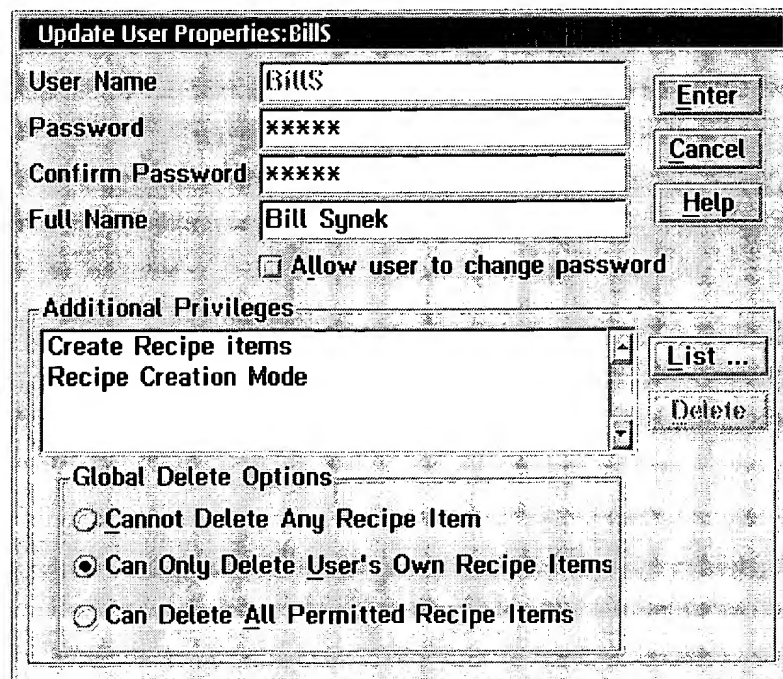 Update User Properties:BillS
User Name BillS
Enter
Password *****
Cancel
Confirm Password *****
Help
Full Name Bill Synek
Allow user to change password
Additional Privileges
Create Recipe items
List ...
Recipe Creation Mode
Delete
Global Delete Options
Cannot Delete Any Recipe Item
Can Only Delete User's Own Recipe Items
Can Delete All Permitted Recipe Items